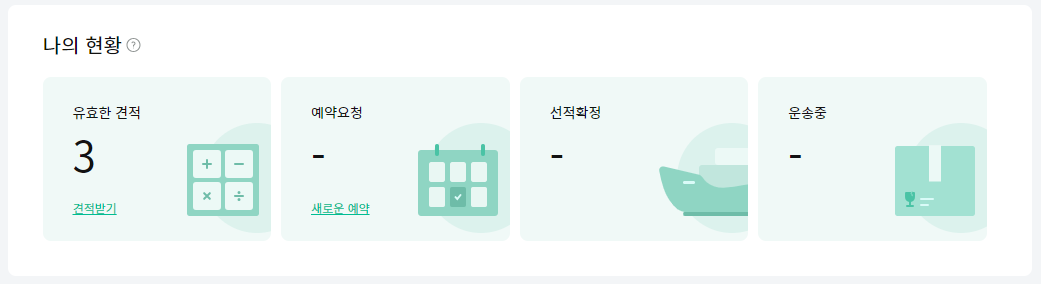 나의 현황 ?
유효한 견적
3
견적받기
예약요청
-
새로운 예약
선적확정
-
운송중
-